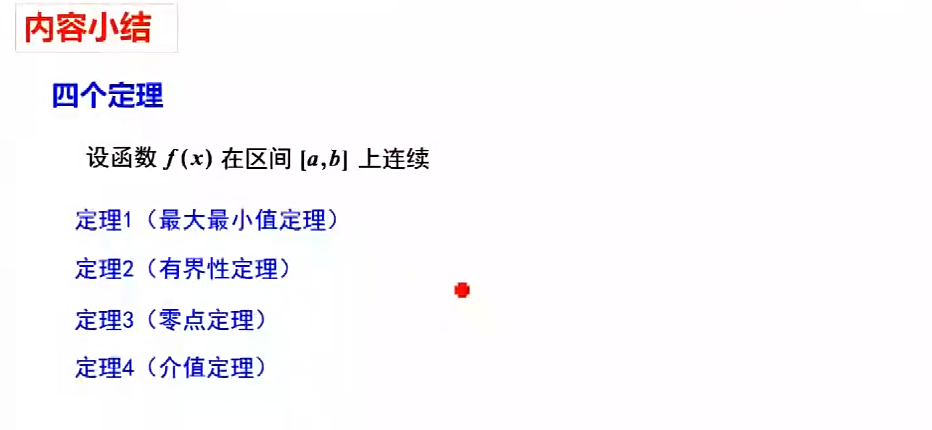 内容小结
四个定理
设函数 f(x) 在区间 [a,b] 上连续
定理1（最大最小值定理）
定理2（有界性定理）
定理3（零点定理）
定理4（介值定理）